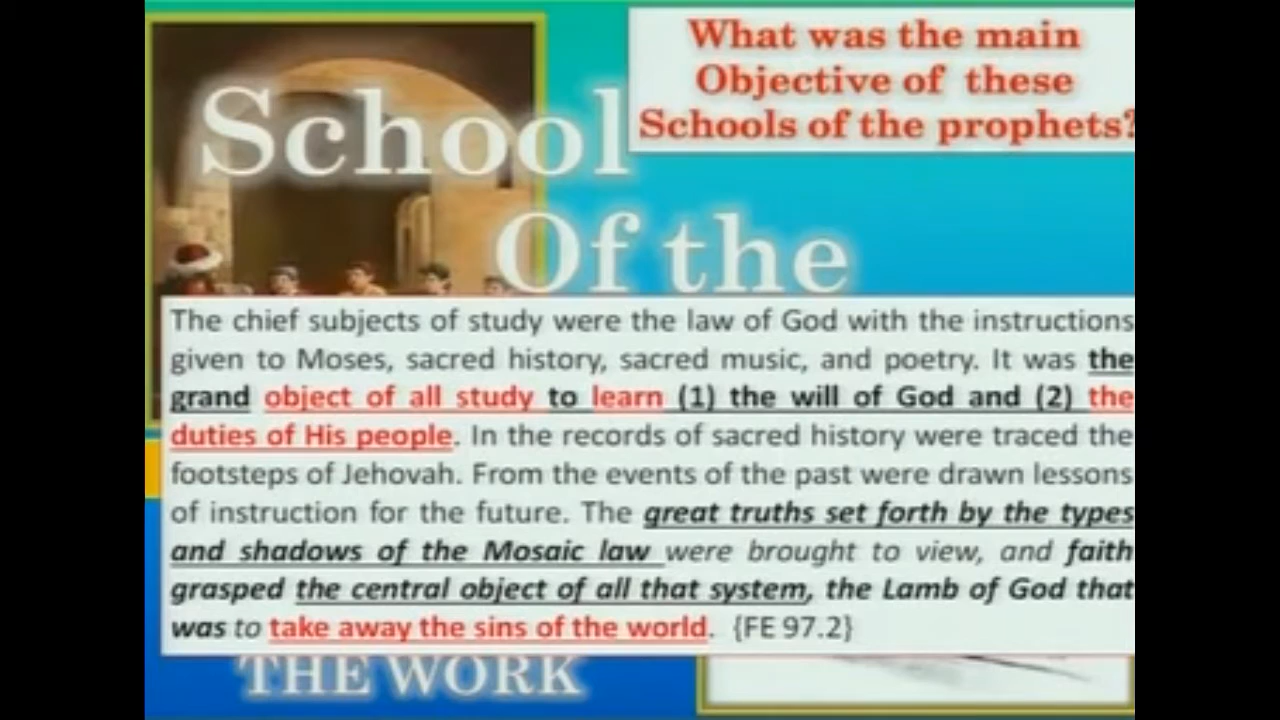 What was the main
Objective of these
Schools of the prophets?
School
Of the
The chief subjects of study were the law of God with the instructions
given to Moses, sacred history, sacred music, and poetry. It was the
grand object of all study to learn (1) the will of God and (2) the
duties of His people. In the records of sacred history were traced the
footsteps of Jehovah. From the events of the past were drawn lessons
of instruction for the future. The great truths set forth by the types
and shadows of the Mosaic law were brought to view, and faith
grasped the central object of all that system, the Lamb of God that
was to take away the sins of the world. {FE 97.2}
THE WORK